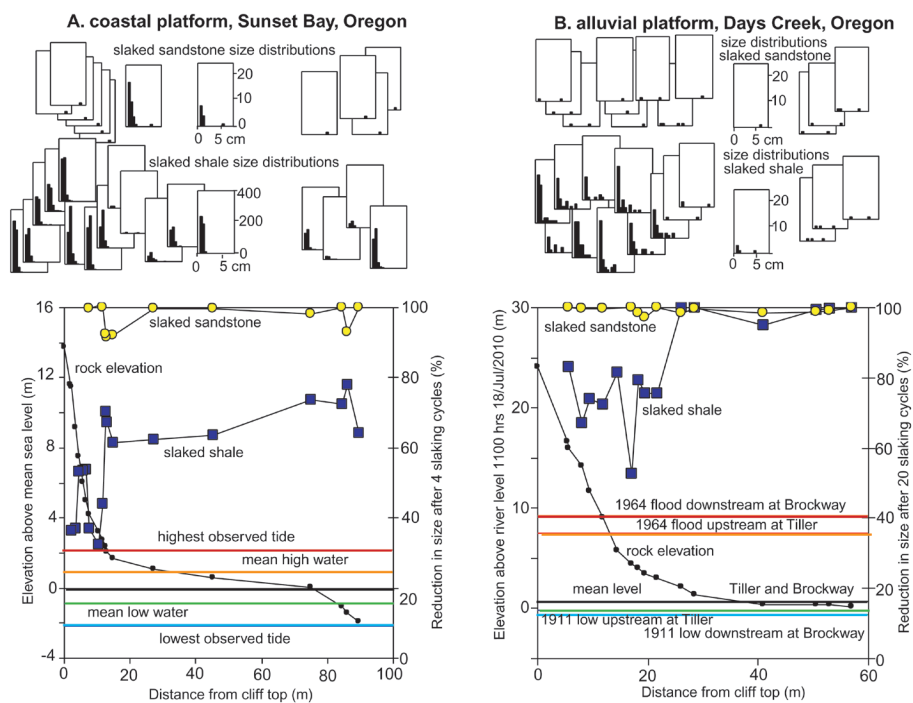 A. coastal platform, Sunset Bay, Oregon
slaked sandstone size distributions
20
10
0
0 5 cm
slaked shale size distributions
400
200
0
0 5 cm
16
12
8
4
0
-4
Elevation above mean sea level (m)
100
80
60
40
20
0
Reduction in size after 4 slaking cycles (%)
slaked sandstone
rock elevation
slaked shale
highest observed tide
mean high water
mean low water
lowest observed tide
0 20 40 60 80 100
Distance from cliff top (m)
B. alluvial platform, Days Creek, Oregon
size distributions
slaked sandstone
20
10
0 5 cm
size distributions
slaked shale
20
10
0 5 cm
30
20
10
0
Elevation above river level 1100 hrs 18/Jul/2010 (m)
100
80
60
40
20
0
Reduction in size after 20 slaking cycles (%)
slaked sandstone
slaked shale
1964 flood downstream at Brockway
1964 flood upstream at Tiller
rock elevation
mean level
Tiller and Brockway
1911 low upstream at Tiller
1911 low downstream at Brockway
0 20 40 60
Distance from cliff top (m)